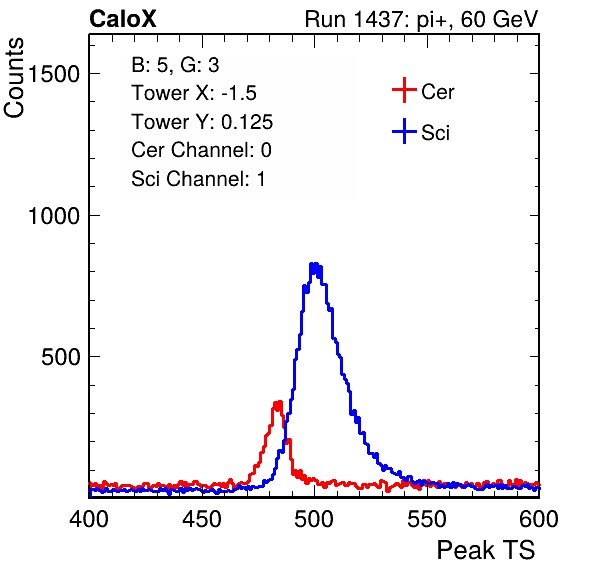 CaloX
Run 1437: pi+, 60 GeV
Counts
1500
1000
500
B: 5, G: 3
Tower X: -1.5
Tower Y: 0.125
Cer Channel: 0
Sci Channel: 1
Cer
Sci
400
450
500
550
600
Peak TS